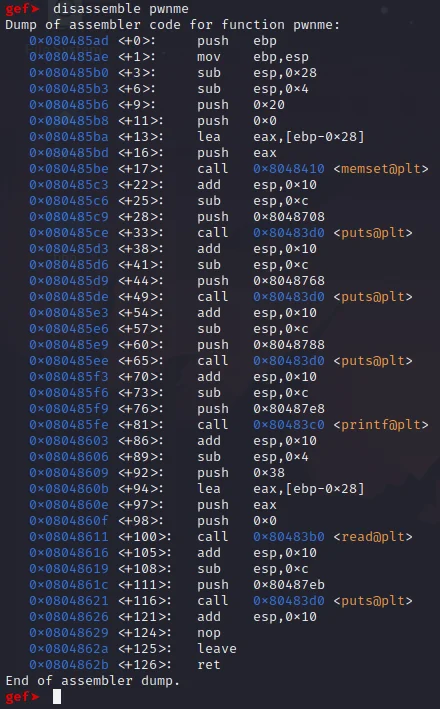 gef➤  disassemble pwnme
Dump of assembler code for function pwnme:
   0x080485ad <+0>:     push   ebp
   0x080485ae <+1>:     mov    ebp,esp
   0x080485b0 <+3>:     sub    esp,0x28
   0x080485b3 <+6>:     sub    esp,0x4
   0x080485b6 <+9>:     push   0x20
   0x080485b8 <+11>:    push   0x0
   0x080485ba <+13>:    lea    eax,[ebp-0x28]
   0x080485bd <+16>:    push   eax
   0x080485be <+17>:    call   0x8048410 <memset@plt>
   0x080485c3 <+22>:    add    esp,0x10
   0x080485c6 <+25>:    sub    esp,0xc
   0x080485c9 <+28>:    push   0x8048708
   0x080485ce <+33>:    call   0x80483d0 <puts@plt>
   0x080485d3 <+38>:    add    esp,0x10
   0x080485d6 <+41>:    sub    esp,0xc
   0x080485d9 <+44>:    push   0x8048768
   0x080485de <+49>:    call   0x80483d0 <puts@plt>
   0x080485e3 <+54>:    add    esp,0x10
   0x080485e6 <+57>:    sub    esp,0xc
   0x080485e9 <+60>:    push   0x8048788
   0x080485ee <+65>:    call   0x80483d0 <puts@plt>
   0x080485f3 <+70>:    add    esp,0x10
   0x080485f6 <+73>:    sub    esp,0xc
   0x080485f9 <+76>:    push   0x80487e8
   0x080485fe <+81>:    call   0x80483c0 <printf@plt>
   0x08048603 <+86>:    add    esp,0x10
   0x08048606 <+89>:    sub    esp,0x4
   0x08048609 <+92>:    push   0x38
   0x0804860b <+94>:    lea    eax,[ebp-0x28]
   0x0804860e <+97>:    push   eax
   0x0804860f <+98>:    push   0x0
   0x08048611 <+100>:   call   0x80483b0 <read@plt>
   0x08048616 <+105>:   add    esp,0x10
   0x08048619 <+108>:   sub    esp,0xc
   0x0804861c <+111>:   push   0x80487eb
   0x08048621 <+116>:   call   0x80483d0 <puts@plt>
   0x08048626 <+121>:   add    esp,0x10
   0x08048629 <+124>:   nop
   0x0804862a <+125>:   leave
   0x0804862b <+126>:   ret
End of assembler dump.
gef➤